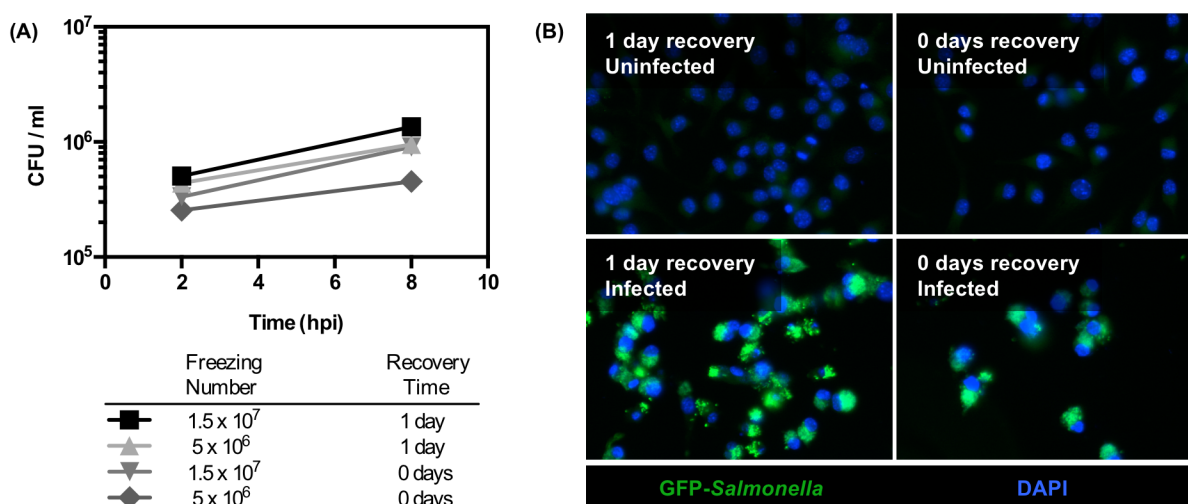 (A)
10^7
10^6
10^5
CFU / ml
0 2 4 6 8 10
Time (hpi)
Freezing Number Recovery Time
1.5 x 10^7 1 day
5 x 10^6 1 day
1.5 x 10^7 0 days
5 x 10^6 0 days
(B)
1 day recovery
Uninfected
0 days recovery
Uninfected
1 day recovery
Infected
0 days recovery
Infected
GFP-Salmonella DAPI